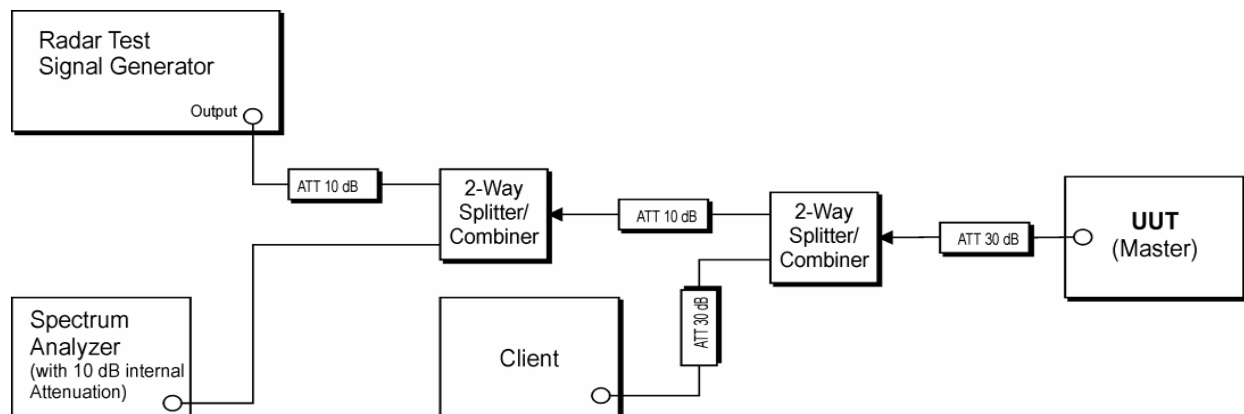 Radar Test
Signal Generator
Output
ATT 10 dB
2-Way
Splitter/
Combiner
ATT 10 dB
2-Way
Splitter/
Combiner
ATT 30 dB
UUT
(Master)
Spectrum
Analyzer
(with 10 dB internal
Attenuation)
Client
ATT 30 dB